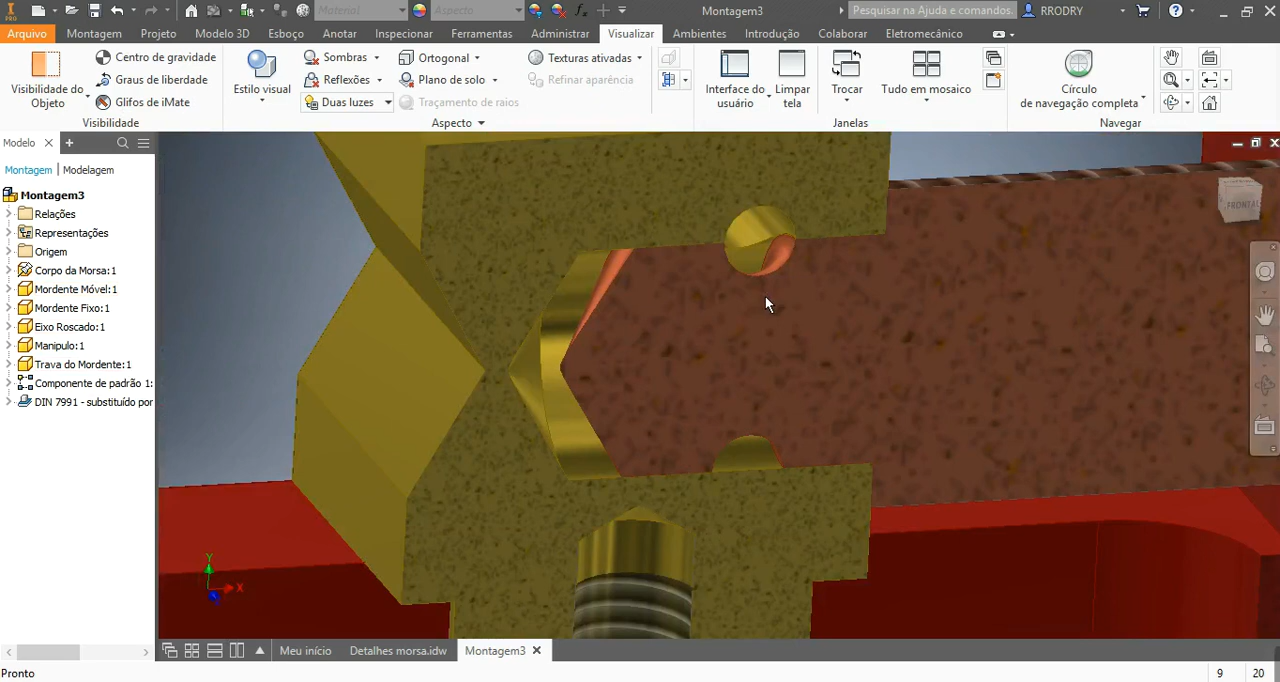 PRO
Material
Aspecto
Montagem3
Pesquisar na Ajuda e comandos.
RRODRY
Arquivo
Montagem
Projeto
Modelo 3D
Esboço
Anotar
Inspecionar
Ferramentas
Administrar
Visualizar
Ambientes
Introdução
Colaborar
Eletromecânico
Visibilidade do
Objeto
Centro de gravidade
Graus de liberdade
Glifos de iMate
Visibilidade
Estilo visual
Sombras
Reflexões
Duas luzes
Ortogonal
Plano de solo
Traçamento de raios
Texturas ativadas
Refinar aparência
Aspecto
Interface do
usuário
Limpar
tela
Trocar
Tudo em mosaico
Janelas
Círculo
de navegação completa
Navegar
Modelo
Montagem | Modelagem
Montagem3
Relações
Representações
Origem
Corpo da Morsa:1
Mordente Móvel:1
Mordente Fixo:1
Eixo Roscado:1
Manipulo:1
Trava do Mordente:1
Componente de padrão 1:
DIN 7991 - substituído por
FRONTAL
Y
X
Meu início
Detalhes morsa.idw
Montagem3
Pronto
9
20